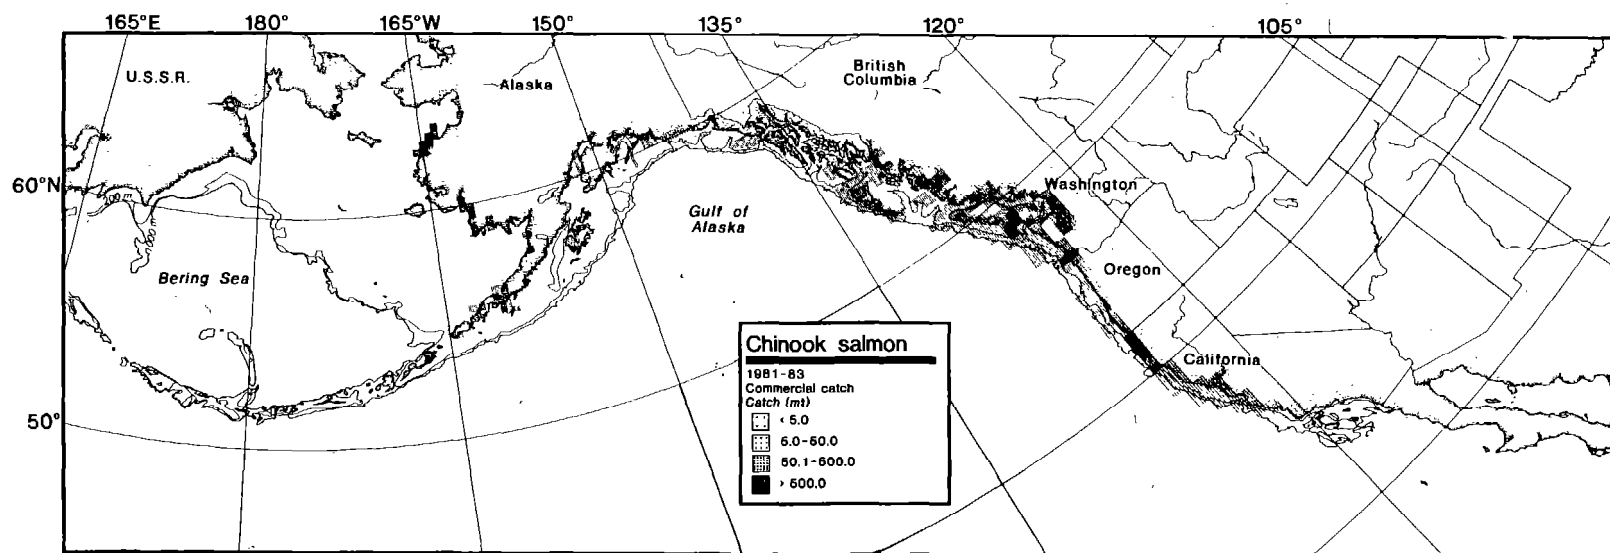 165°E 180° 165°W 150° 135° 120° 105°
U.S.S.R.
Alaska
British
Columbia
60°N
Washington
Gulf of
Alaska
Bering Sea
Oregon
Chinook salmon
California
1981-83
Commercial catch
Catch (mt)
‹ 5.0
5.0-50.0
50.1-500.0
50°
› 500.0